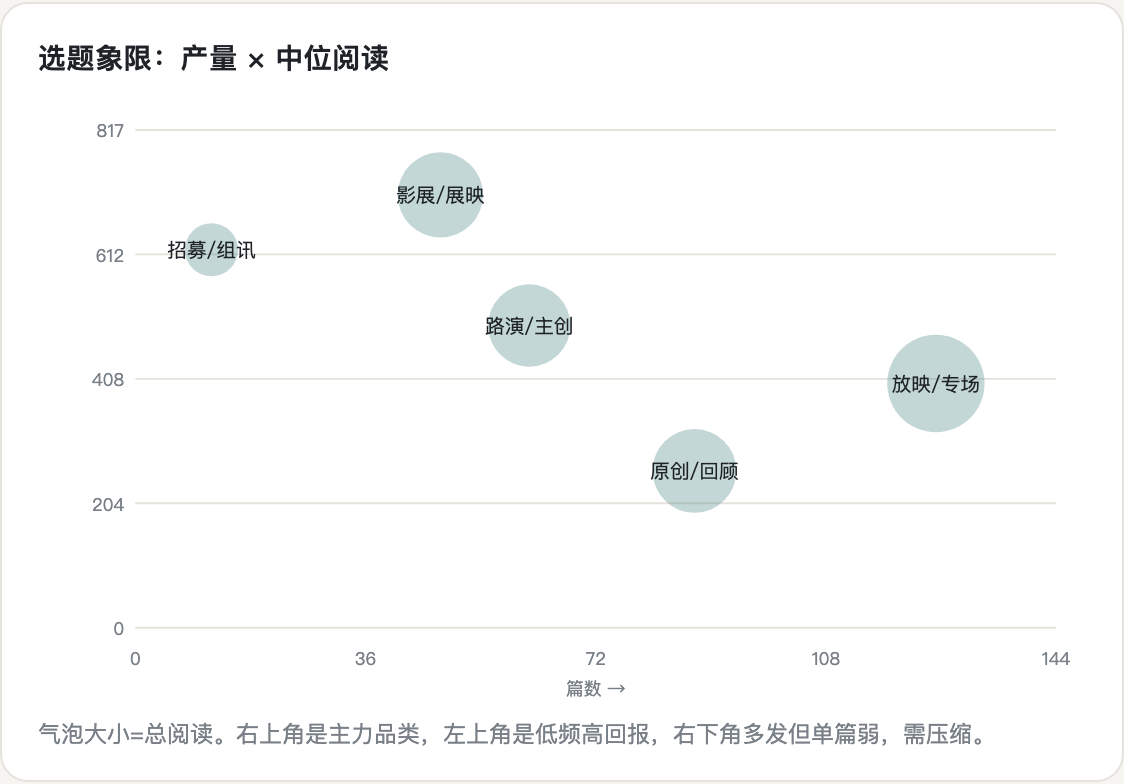 选题象限：产量 × 中位阅读
817
影展/展映
612
招募/组讯
路演/主创
408
放映/专场
原创/回顾
204
0
0 36 72 108 144
篇数 →
气泡大小=总阅读。右上角是主力品类，左上角是低频高回报，右下角多发但单篇弱，需压缩。